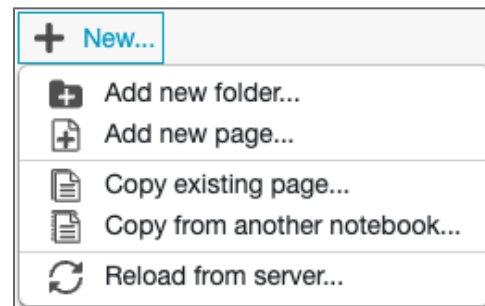 New...
Add new folder...
Add new page...
Copy existing page...
Copy from another notebook...
Reload from server...